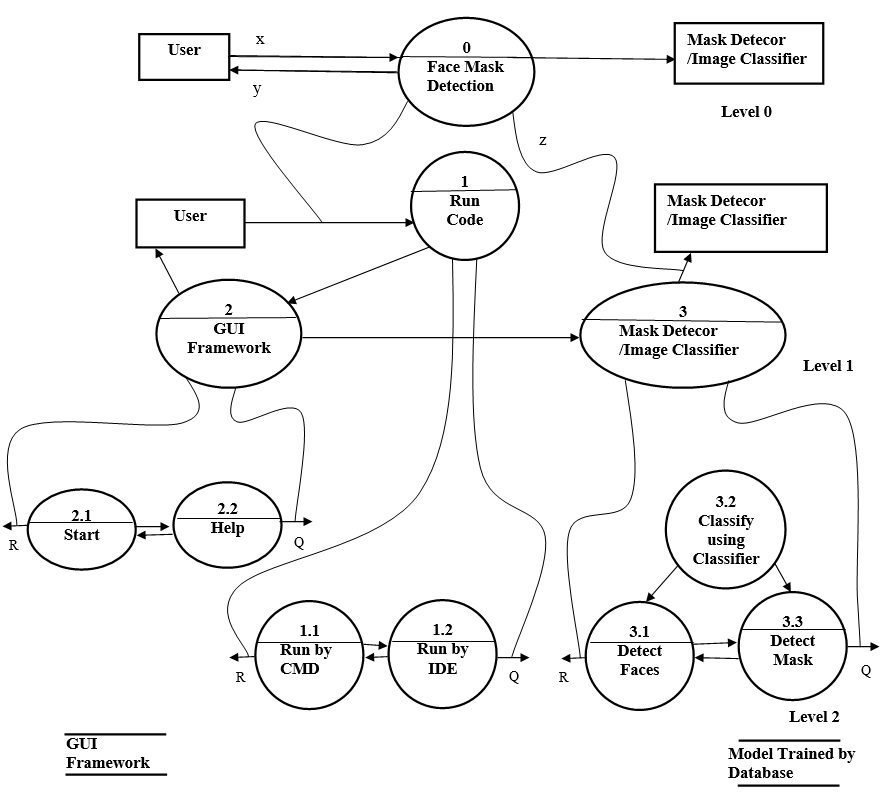 User
x
y
0
Face Mask
Detection
Mask Detecor
/Image Classifier
Level 0
z
User
1
Run
Code
Mask Detecor
/Image Classifier
2
GUI
Framework
3
Mask Detecor
/Image Classifier
Level 1
R
2.1
Start
2.2
Help
Q
3.2
Classify
using
Classifier
R
1.1
Run by
CMD
1.2
Run by
IDE
Q
R
3.1
Detect
Faces
3.3
Detect
Mask
Q
Level 2
GUI
Framework
Model Trained by
Database